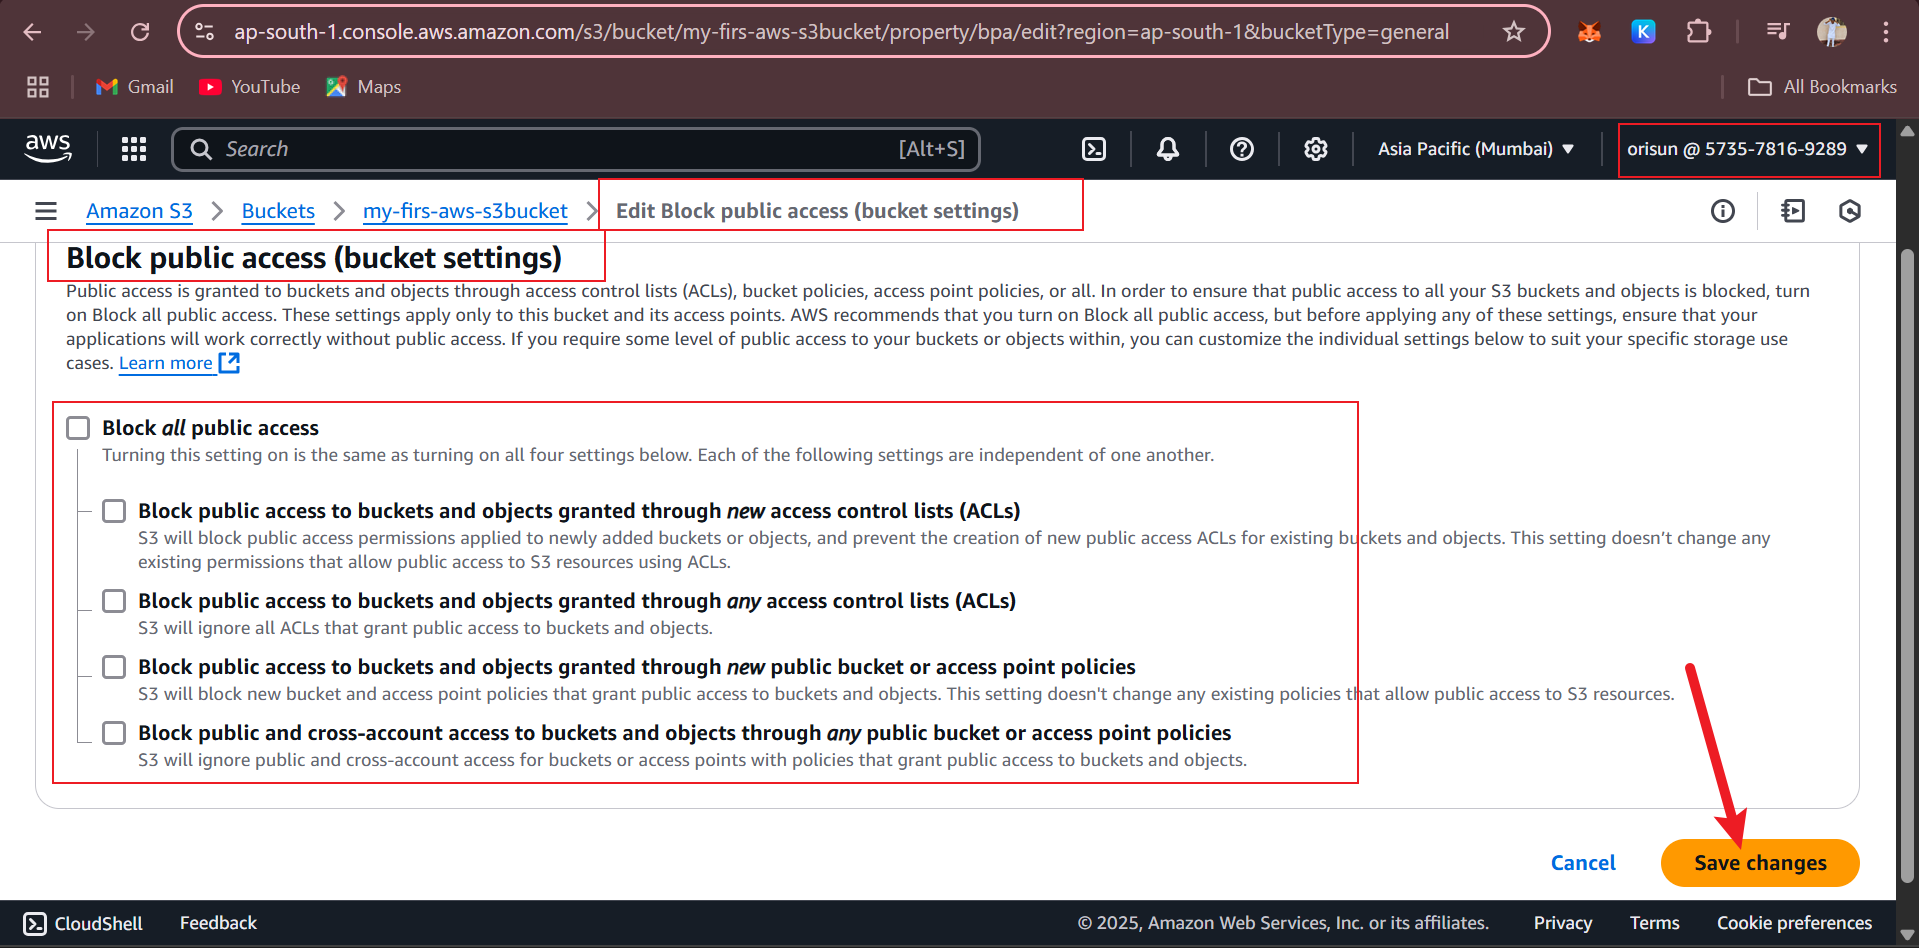 ap-south-1.console.aws.amazon.com/s3/bucket/my-firs-aws-s3bucket/property/bpa/edit?region=ap-south-1&bucketType=general
K
Gmail
YouTube
Maps
All Bookmarks
aws
Search
[Alt+S]
Asia Pacific (Mumbai)
orisun @ 5735-7816-9289
Amazon S3
Buckets
my-firs-aws-s3bucket
Edit Block public access (bucket settings)
Block public access (bucket settings)
Public access is granted to buckets and objects through access control lists (ACLs), bucket policies, access point policies, or all. In order to ensure that public access to all your S3 buckets and objects is blocked, turn
on Block all public access. These settings apply only to this bucket and its access points. AWS recommends that you turn on Block all public access, but before applying any of these settings, ensure that your
applications will work correctly without public access. If you require some level of public access to your buckets or objects within, you can customize the individual settings below to suit your specific storage use
cases. Learn more
Block all public access
Turning this setting on is the same as turning on all four settings below. Each of the following settings are independent of one another.
Block public access to buckets and objects granted through new access control lists (ACLs)
S3 will block public access permissions applied to newly added buckets or objects, and prevent the creation of new public access ACLs for existing buckets and objects. This setting doesn’t change any
existing permissions that allow public access to S3 resources using ACLs.
Block public access to buckets and objects granted through any access control lists (ACLs)
S3 will ignore all ACLs that grant public access to buckets and objects.
Block public access to buckets and objects granted through new public bucket or access point policies
S3 will block new bucket and access point policies that grant public access to buckets and objects. This setting doesn't change any existing policies that allow public access to S3 resources.
Block public and cross-account access to buckets and objects through any public bucket or access point policies
S3 will ignore public and cross-account access for buckets or access points with policies that grant public access to buckets and objects.
Cancel
Save changes
CloudShell
Feedback
© 2025, Amazon Web Services, Inc. or its affiliates.
Privacy
Terms
Cookie preferences